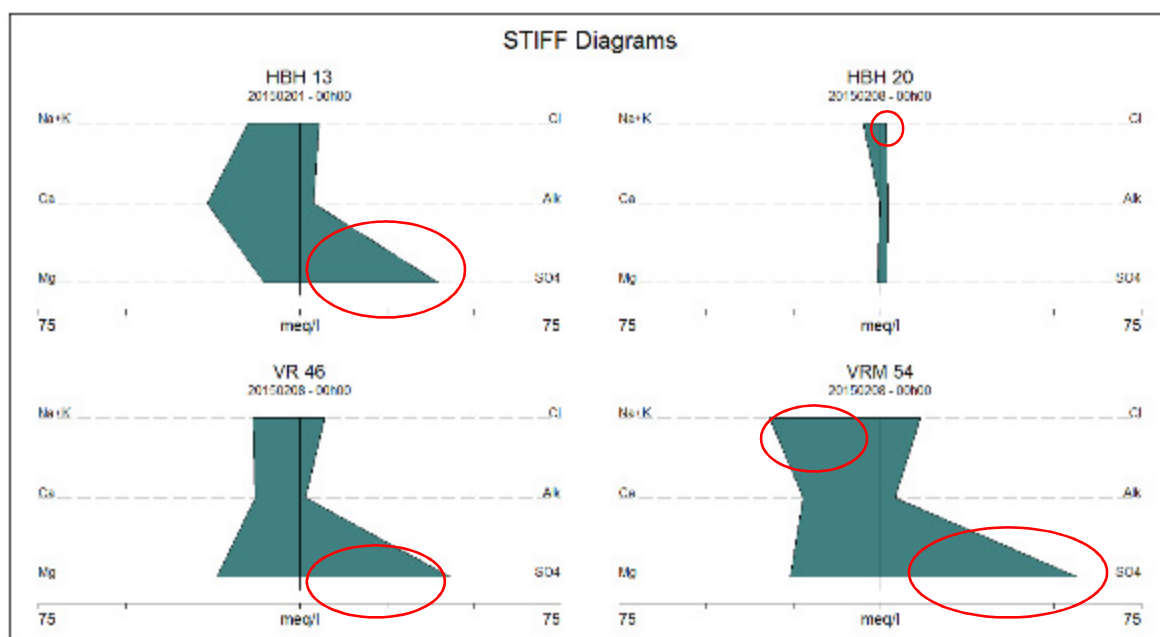 STIFF Diagrams
HBH 13
20150201 - 00h00
Na+K Cl
Ca Alk
Mg SO4
75 meq/l 75
HBH 20
20150208 - 00h00
Na+K Cl
Ca Alk
Mg SO4
75 meq/l 75
VR 46
20150208 - 00h00
Na+K Cl
Ca Alk
Mg SO4
75 meq/l 75
VRM 54
20150208 - 00h00
Na+K Cl
Ca Alk
Mg SO4
75 meq/l 75